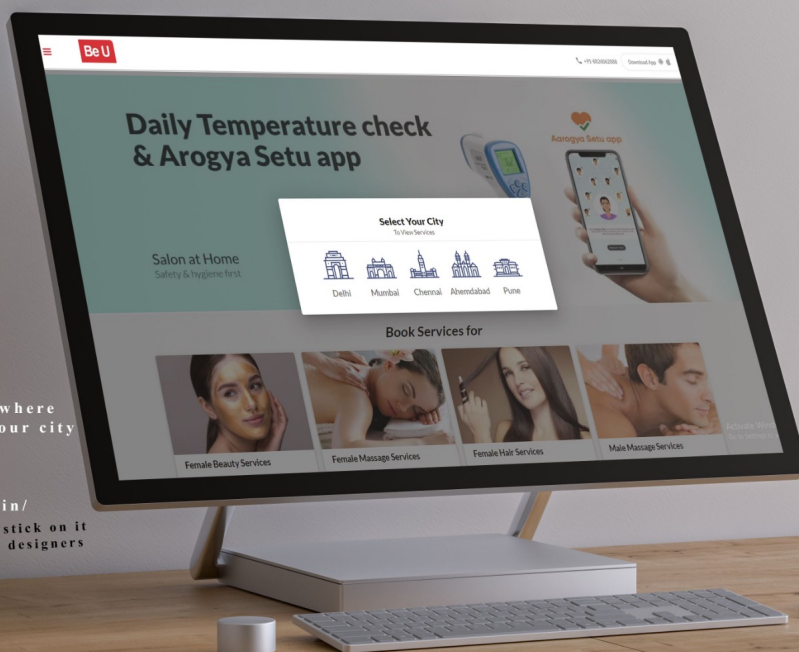 Be U
Download App
Daily Temperature check
& Arogya Setu app
Aarogya Setu app
Select Your City
To View Services
Salon at Home
Safety & hygiene first
Delhi
Mumbai
Chennai
Ahemdabad
Pune
Book Services for
Female Beauty Services
Female Massage Services
Female Hair Services
Male Massage Services
where
our city
in/
stick on it
designers